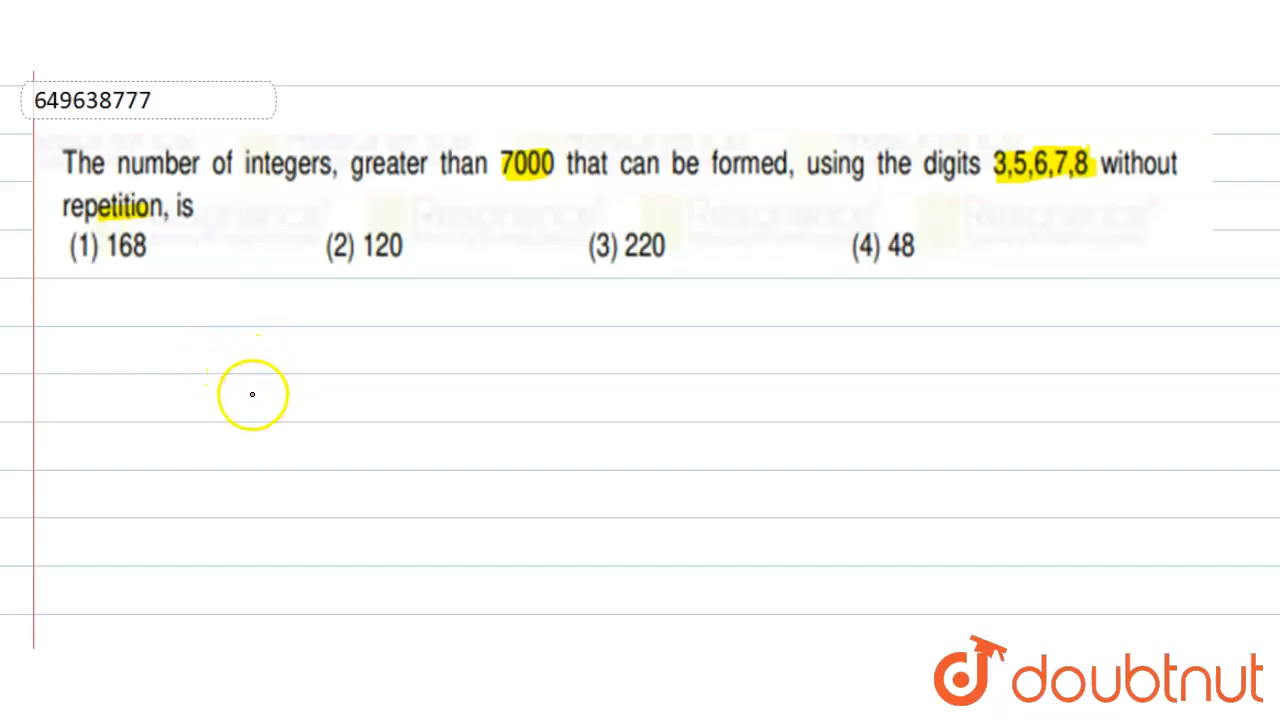 649638777
The number of integers, greater than 7000 that can be formed, using the digits 3,5,6,7,8 without
repetition, is
(1) 168 (2) 120 (3) 220 (4) 48
doubtnut